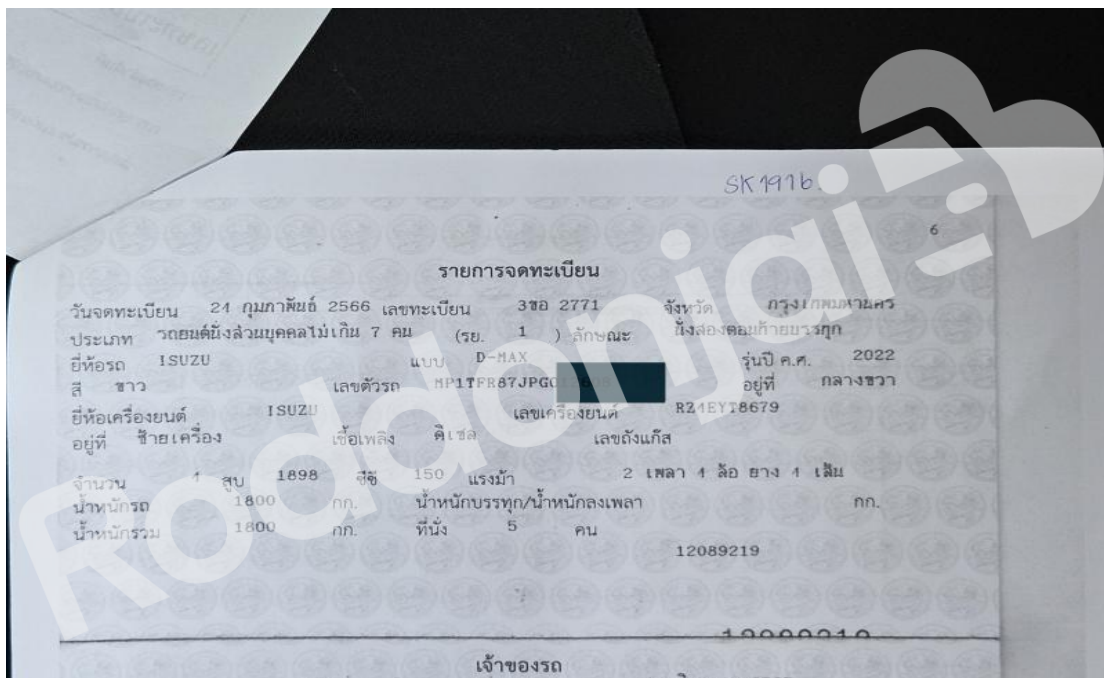 SK1916
6
รายการจดทะเบียน
วันจดทะเบียน 24 กุมภาพันธ์ 2566 เลขทะเบียน 3ขอ 2771 จังหวัด กรุงเทพมหานคร
ประเภท รถยนต์นั่งส่วนบุคคลไม่เกิน 7 คน (รย. 1 ) ลักษณะ นั่งสองตอนท้ายบรรทุก
ยี่ห้อรถ ISUZU แบบ D-MAX รุ่นปี ค.ศ. 2022
สี ขาว เลขตัวรถ MP1TFR87JPG อยู่ที่ กลางขวา
ยี่ห้อเครื่องยนต์ ISUZU เลขเครื่องยนต์ RZ4EYT8679
อยู่ที่ ซ้ายเครื่อง เชื้อเพลิง ดีเซล เลขถังแก๊ส
จำนวน 4 สูบ 1898 ซีซี 150 แรงม้า 2 เพลา 4 ล้อ ยาง 4 เส้น
น้ำหนักรถ 1800 กก. น้ำหนักบรรทุก/น้ำหนักลงเพลา กก.
น้ำหนักรวม 1800 กก. ที่นั่ง 5 คน
12089219
เจ้าของรถ
Roddonjai